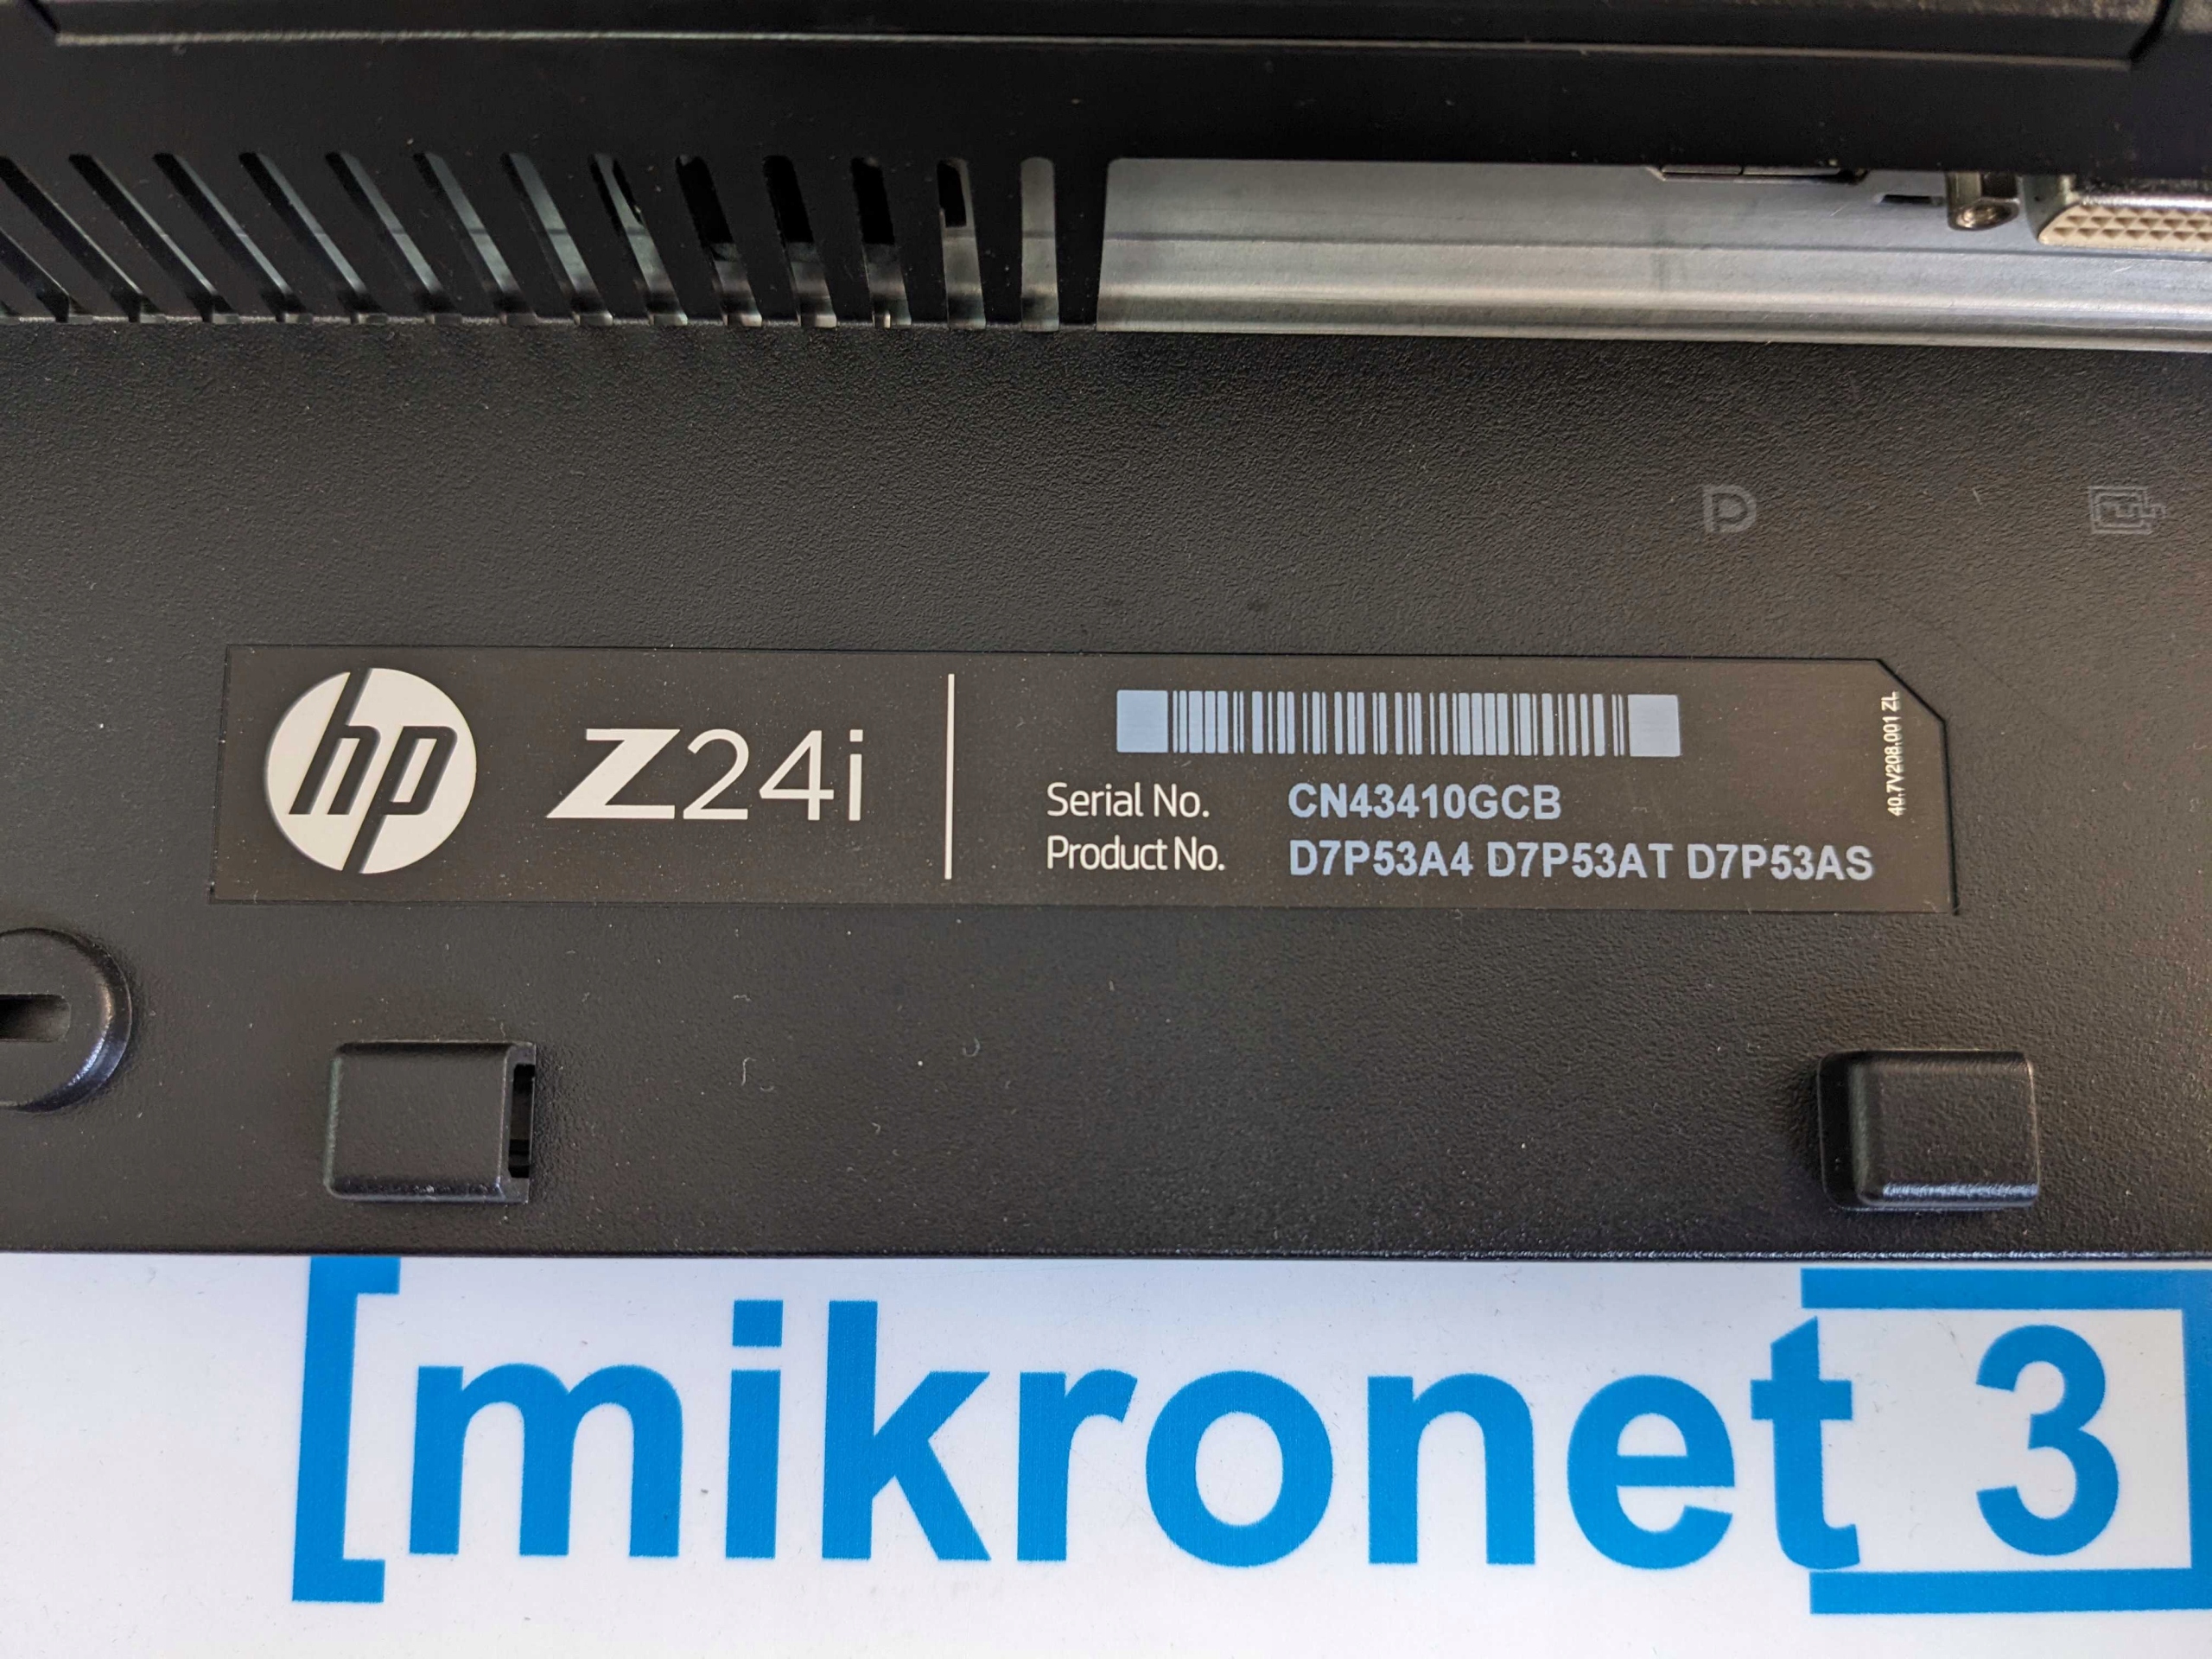 hp Z24i
Serial No. CN43410GCB
Product No. D7P53A4 D7P53AT D7P53AS
40.7V208.001 ZL
[mikronet 3]